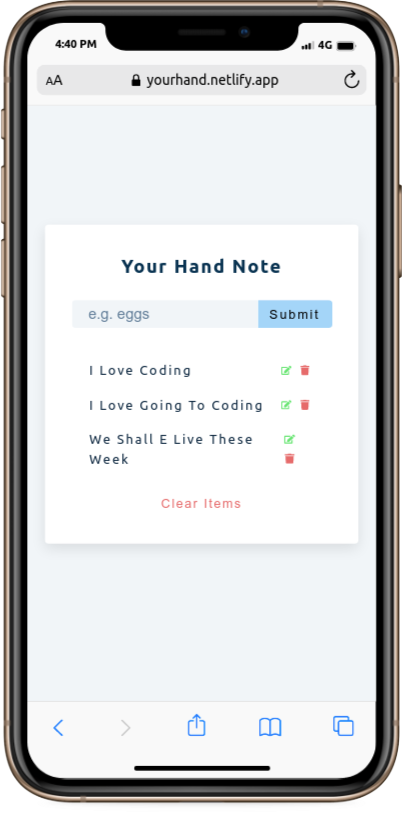 4:40 PM 4G
AA yourhand.netlify.app
Your Hand Note
e.g. eggs Submit
I Love Coding
I Love Going To Coding
We Shall E Live These
Week
Clear Items